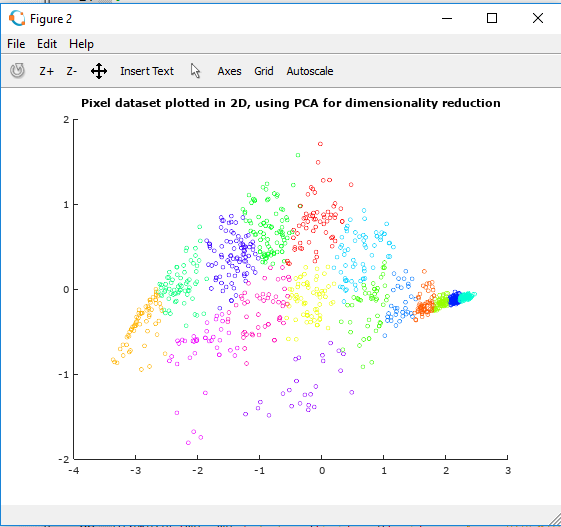 Figure 2
File Edit Help
Z+ Z- Insert Text Axes Grid Autoscale
Pixel dataset plotted in 2D, using PCA for dimensionality reduction
2
1
0
-1
-2
-4 -3 -2 -1 0 1 2 3